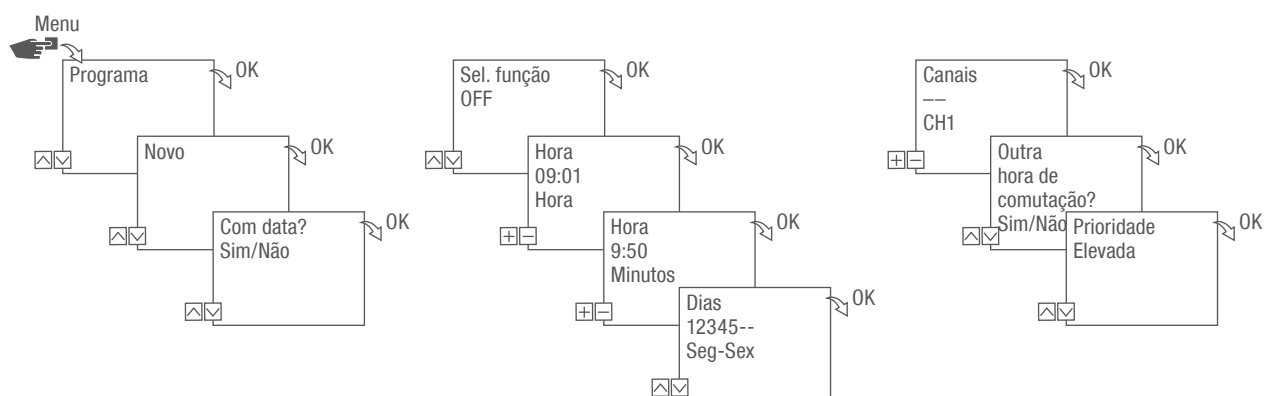 Menu
Programa
OK
Novo
OK
Com data?
Sim/Não
OK
Sel. função
OFF
OK
Hora
09:01
Hora
OK
Hora
9:50
Minutos
OK
Dias
12345--
Seg-Sex
OK
Canais
––
CH1
OK
Outra
hora de
comutação?
Sim/Não
OK
Prioridade
Elevada
OK